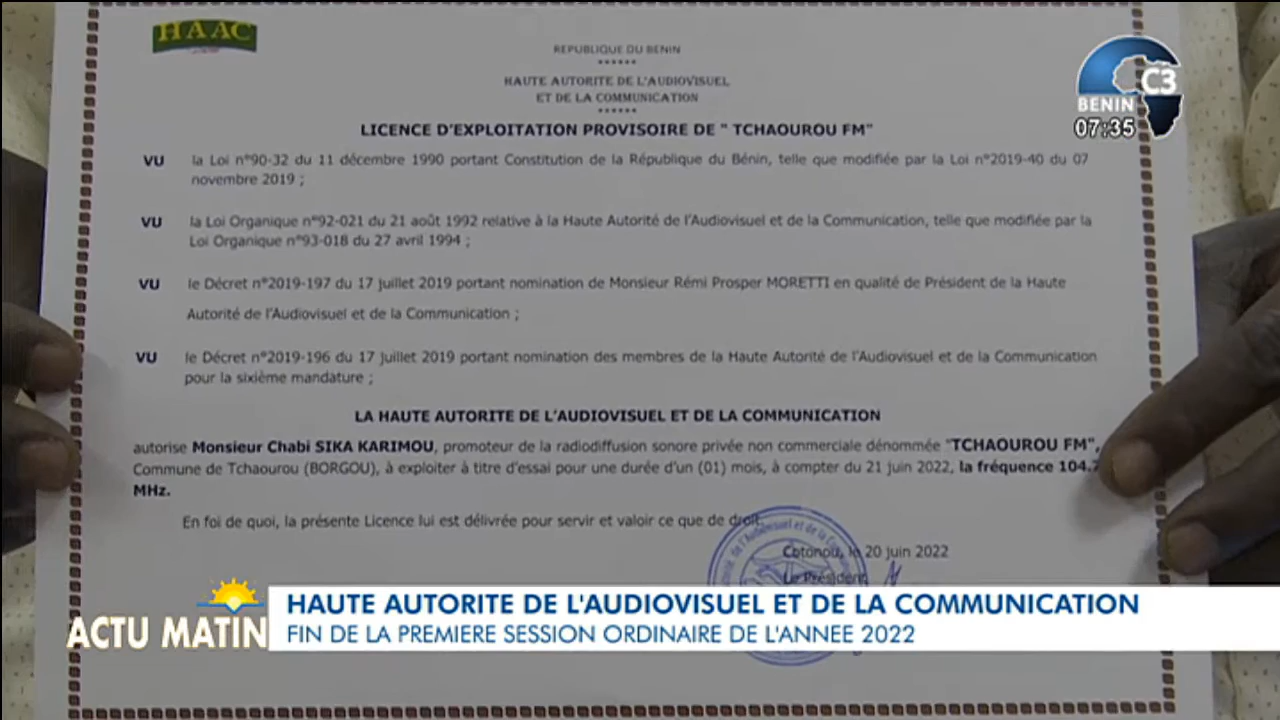 HAAC
REPUBLIQUE DU BENIN
******
HAUTE AUTORITE DE L'AUDIOVISUEL
ET DE LA COMMUNICATION
******
LICENCE D'EXPLOITATION PROVISOIRE DE " TCHAOUROU FM"
VU la Loi n°90-32 du 11 décembre 1990 portant Constitution de la République du Bénin, telle que modifiée par la Loi n°2019-40 du 07
novembre 2019 ;
VU la Loi Organique n°92-021 du 21 août 1992 relative à la Haute Autorité de l'Audiovisuel et de la Communication, telle que modifiée par la
Loi Organique n°93-018 du 27 avril 1994 ;
VU le Décret n°2019-197 du 17 juillet 2019 portant nomination de Monsieur Rémi Prosper MORETTI en qualité de Président de la Haute
Autorité de l'Audiovisuel et de la Communication ;
VU le Décret n°2019-196 du 17 juillet 2019 portant nomination des membres de la Haute Autorité de l'Audiovisuel et de la Communication
pour la sixième mandature ;
LA HAUTE AUTORITE DE L'AUDIOVISUEL ET DE LA COMMUNICATION
autorise Monsieur Chabi SIKA KARIMOU, promoteur de la radiodiffusion sonore privée non commerciale dénommée "TCHAOUROU FM",
Commune de Tchaourou (BORGOU), à exploiter à titre d'essai pour une durée d'un (01) mois, à compter du 21 juin 2022, la fréquence 104.7
MHz.
En foi de quoi, la présente Licence lui est délivrée pour servir et valoir ce que de droit.
Cotonou, le 20 juin 2022
Le Président
C3
BENIN
07:35
ACTU MATIN
HAUTE AUTORITE DE L'AUDIOVISUEL ET DE LA COMMUNICATION
FIN DE LA PREMIERE SESSION ORDINAIRE DE L'ANNEE 2022